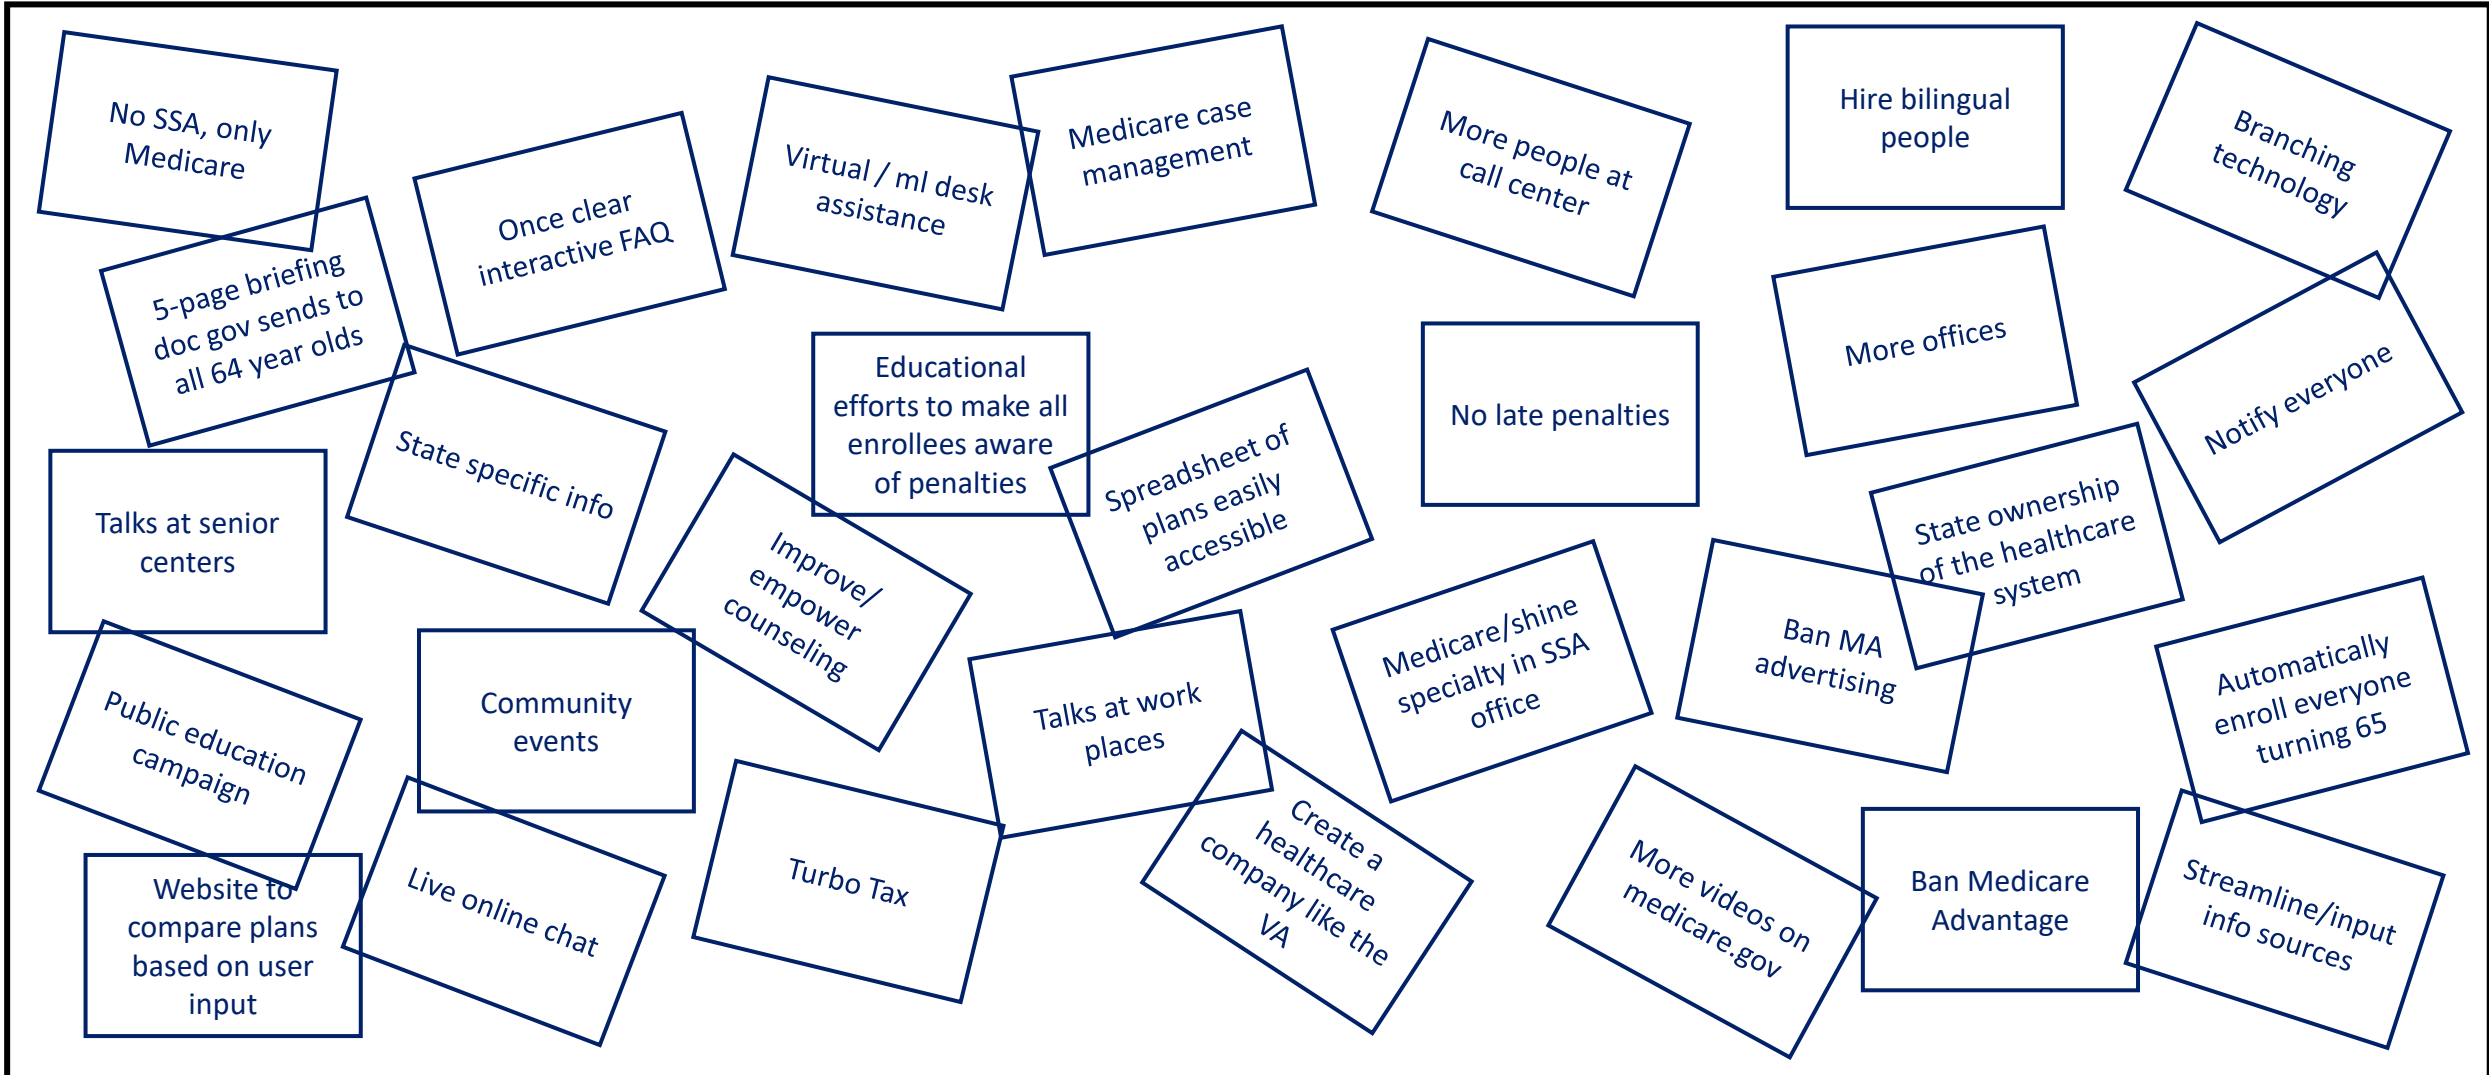 No SSA, only
Medicare
5-page briefing
doc gov sends to
all 64 year olds
Once clear
interactive FAQ
Virtual / ml desk
assistance
Medicare case
management
More people at
call center
Hire bilingual
people
Branching
technology
More offices
Notify everyone
State specific info
Educational
efforts to make all
enrollees aware
of penalties
Spreadsheet of
plans easily
accessible
No late penalties
State ownership
of the healthcare
system
Talks at senior
centers
Improve/
empower
counseling
Medicare/shine
specialty in SSA
office
Ban MA
advertising
Automatically
enroll everyone
turning 65
Public education
campaign
Community
events
Talks at work
places
Website to
compare plans
based on user
input
Live online chat
Turbo Tax
Create a
healthcare
company like the
VA
More videos on
medicare.gov
Ban Medicare
Advantage
Streamline/input
info sources